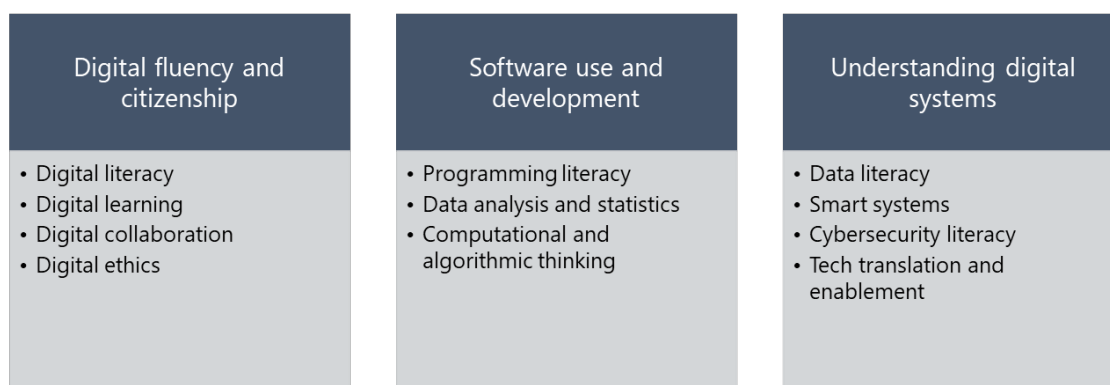 Digital fluency and
citizenship
• Digital literacy
• Digital learning
• Digital collaboration
• Digital ethics
Software use and
development
• Programming literacy
• Data analysis and statistics
• Computational and
algorithmic thinking
Understanding digital
systems
• Data literacy
• Smart systems
• Cybersecurity literacy
• Tech translation and
enablement